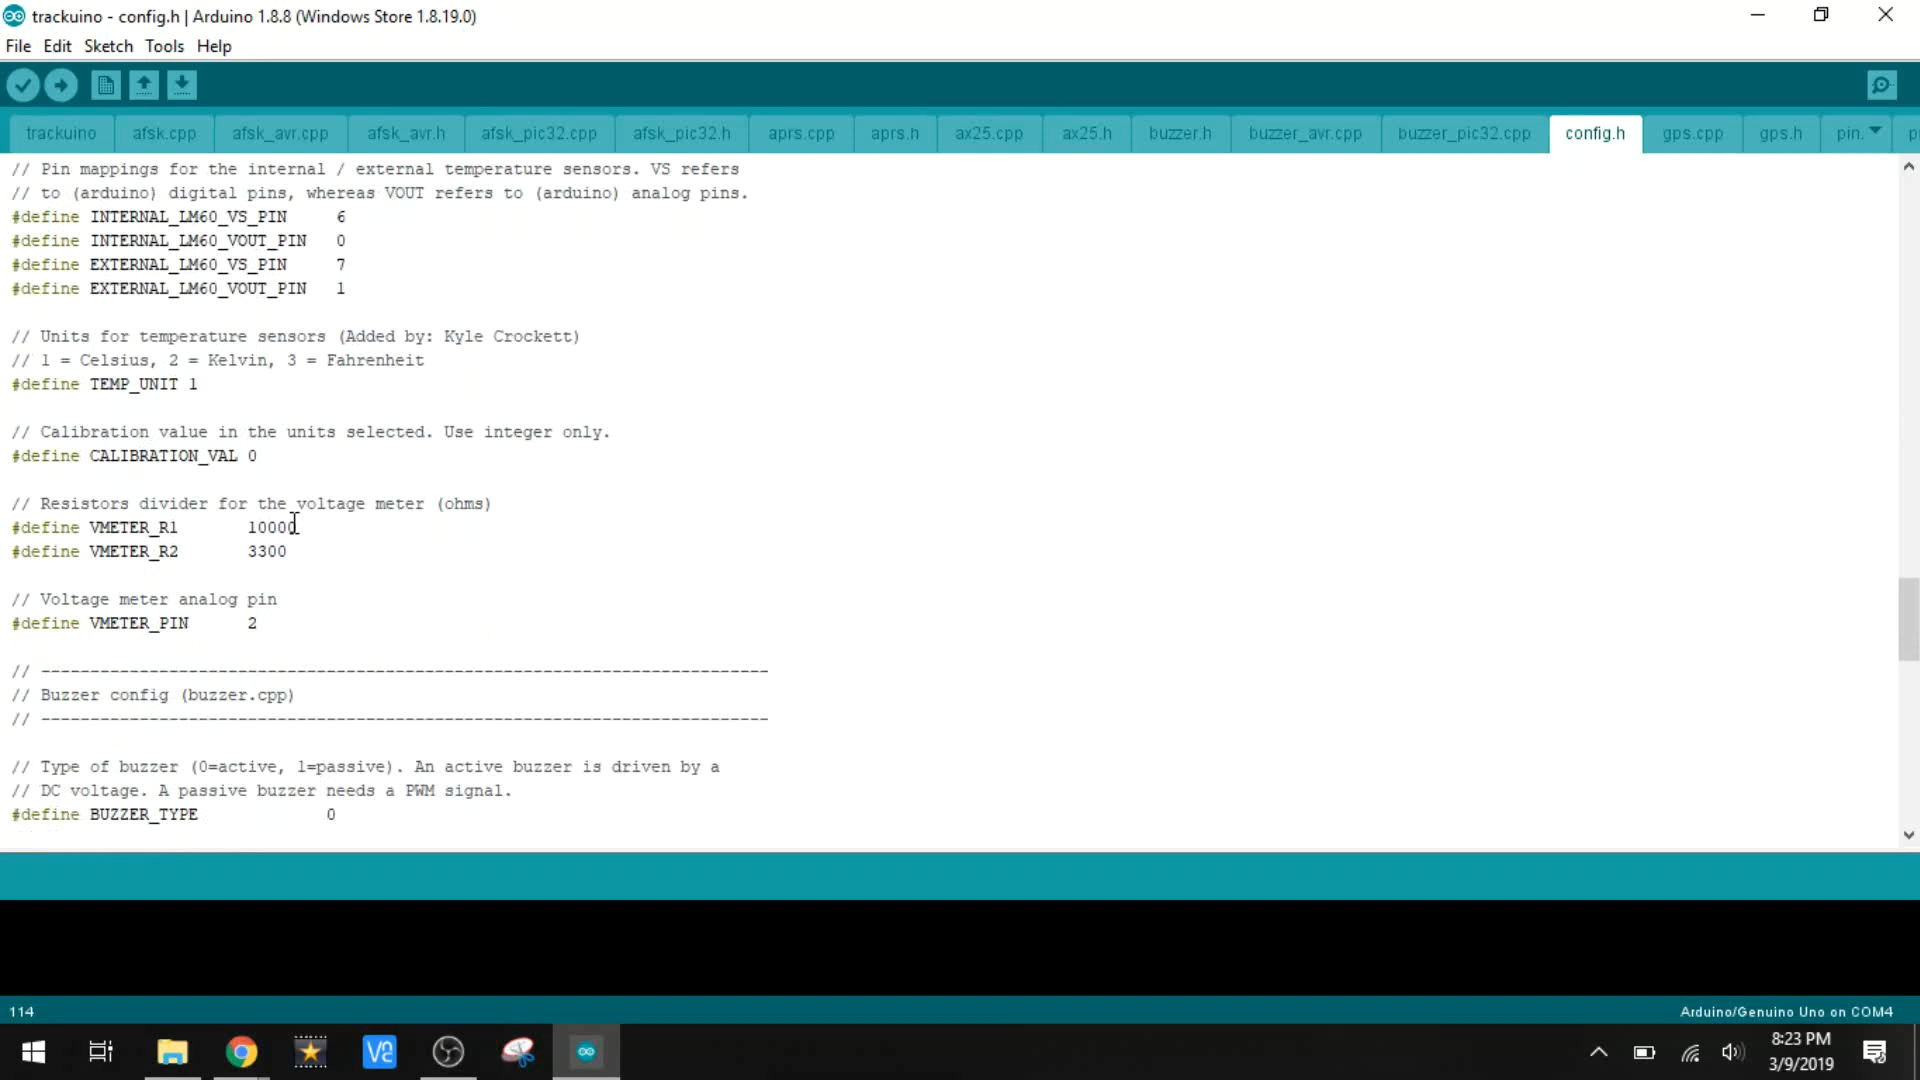 trackuino - config.h | Arduino 1.8.8 (Windows Store 1.8.19.0)
File Edit Sketch Tools Help
trackuino afsk.cpp afsk_avr.cpp afsk_avr.h afsk_pic32.cpp afsk_pic32.h aprs.cpp aprs.h ax25.cpp ax25.h buzzer.h buzzer_avr.cpp buzzer_pic32.cpp config.h gps.cpp gps.h pin. p
// Pin mappings for the internal / external temperature sensors. VS refers
// to (arduino) digital pins, whereas VOUT refers to (arduino) analog pins.
#define INTERNAL_LM60_VS_PIN 6
#define INTERNAL_LM60_VOUT_PIN 0
#define EXTERNAL_LM60_VS_PIN 7
#define EXTERNAL_LM60_VOUT_PIN 1
// Units for temperature sensors (Added by: Kyle Crockett)
// 1 = Celsius, 2 = Kelvin, 3 = Fahrenheit
#define TEMP_UNIT 1
// Calibration value in the units selected. Use integer only.
#define CALIBRATION_VAL 0
// Resistors divider for the voltage meter (ohms)
#define VMETER_R1 10000
#define VMETER_R2 3300
// Voltage meter analog pin
#define VMETER_PIN 2
// --------------------------------------------------------------------------
// Buzzer config (buzzer.cpp)
// --------------------------------------------------------------------------
// Type of buzzer (0=active, 1=passive). An active buzzer is driven by a
// DC voltage. A passive buzzer needs a PWM signal.
#define BUZZER_TYPE 0
114
Arduino/Genuino Uno on COM4
8:23 PM
3/9/2019